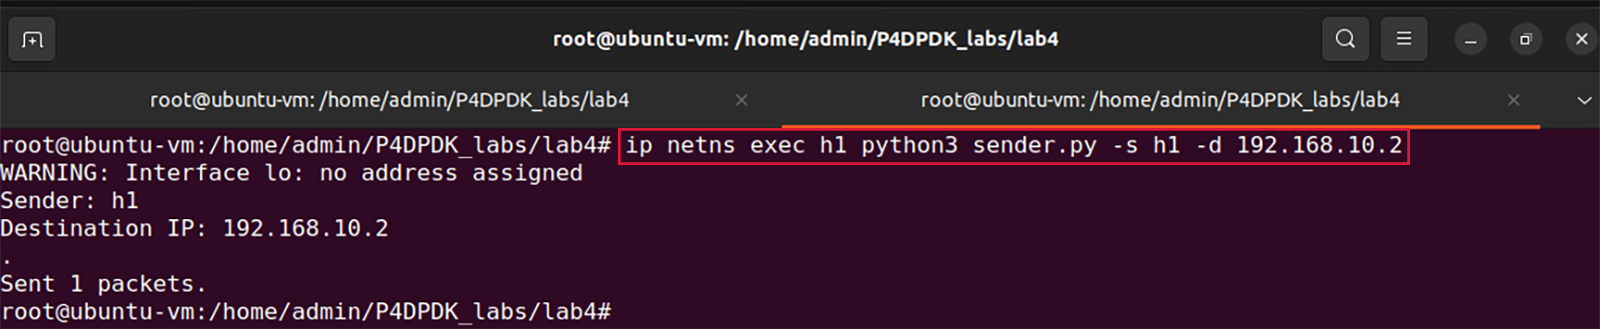 root@ubuntu-vm: /home/admin/P4DPDK_labs/lab4
root@ubuntu-vm: /home/admin/P4DPDK_labs/lab4
root@ubuntu-vm: /home/admin/P4DPDK_labs/lab4
root@ubuntu-vm:/home/admin/P4DPDK_labs/lab4# ip netns exec h1 python3 sender.py -s h1 -d 192.168.10.2
WARNING: Interface lo: no address assigned
Sender: h1
Destination IP: 192.168.10.2
.
Sent 1 packets.
root@ubuntu-vm:/home/admin/P4DPDK_labs/lab4#